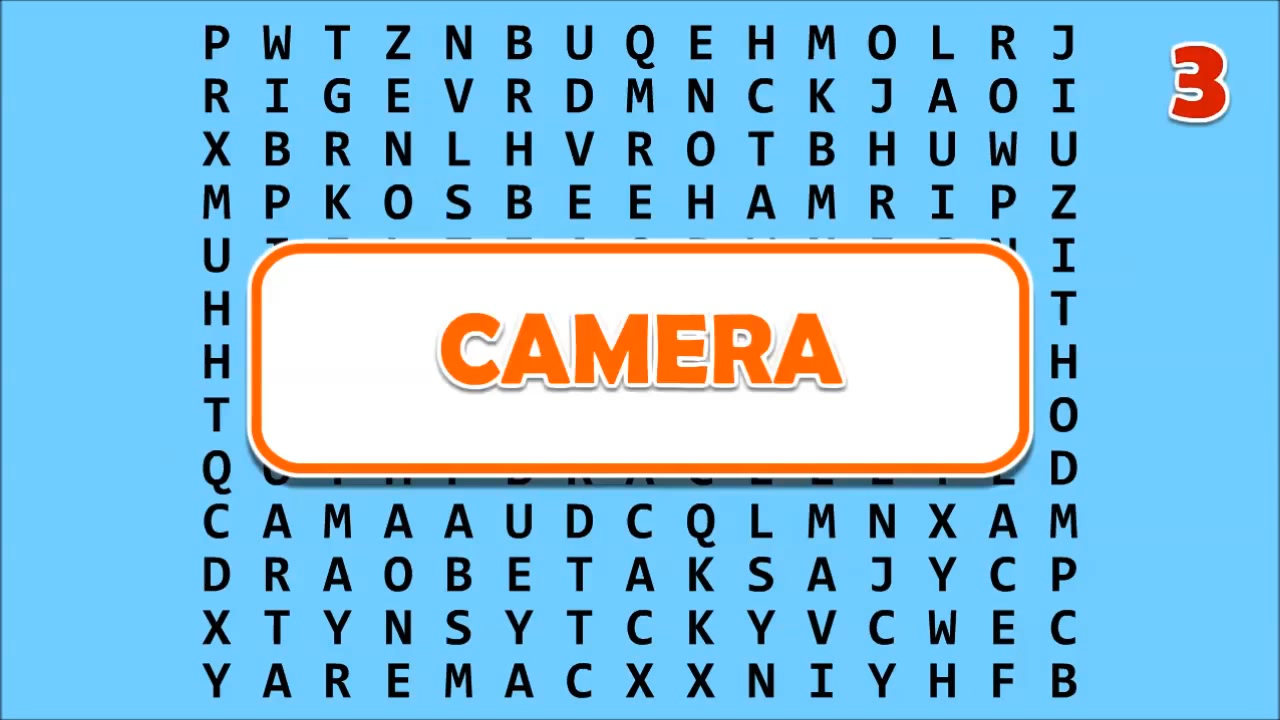 P W T Z N B U Q E H M O L R J
3
R I G E V R D M N C K J A O I
X B R N L H V R O T B H U W U
M P K O S B E E H A M R I P Z
U I
H T
H H
CAMERA
T O
Q D
C A M A A U D C Q L M N X A M
D R A O B E T A K S A J Y C P
X T Y N S Y T C K Y V C W E C
Y A R E M A C X X N I Y H F B